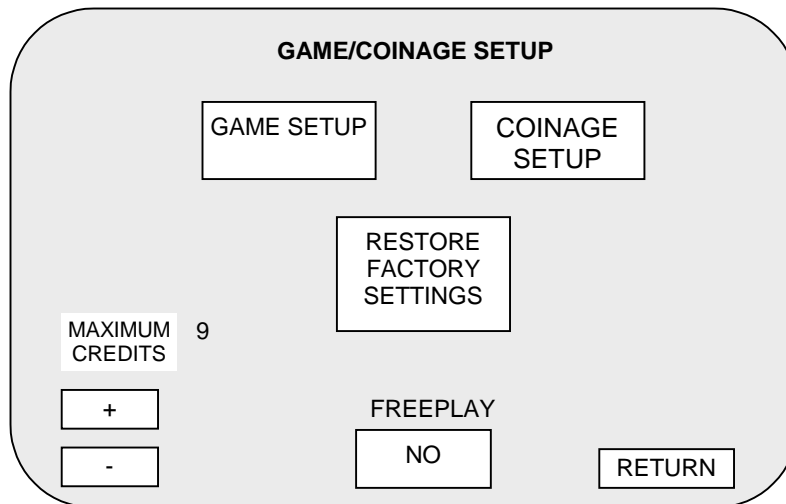 GAME/COINAGE SETUP
GAME SETUP
COINAGE
SETUP
RESTORE
FACTORY
SETTINGS
MAXIMUM
CREDITS
9
+
-
FREEPLAY
NO
RETURN